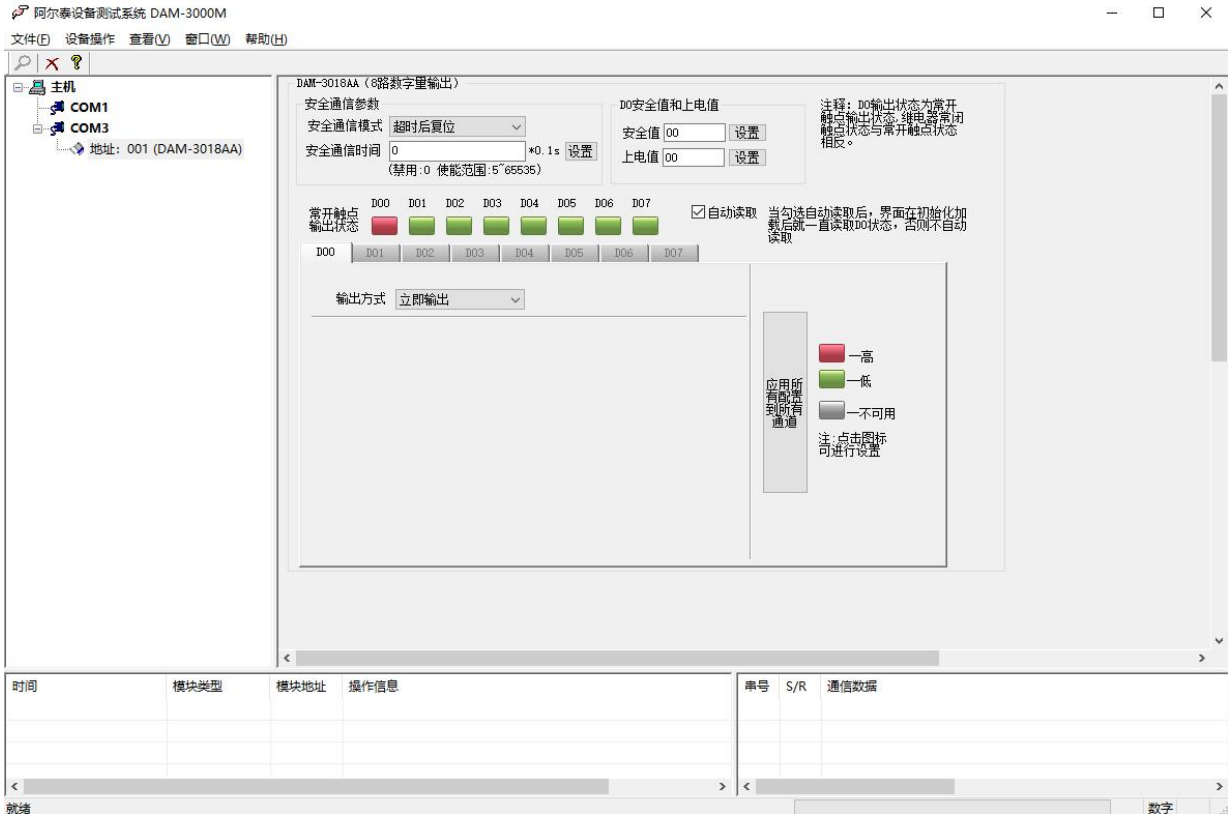 阿尔泰设备测试系统 DAM-3000M
文件(F) 设备操作 查看(V) 窗口(W) 帮助(H)
主机
COM1
COM3
地址：001 (DAM-3018AA)
DAM-3018AA（8路数字量输出）
安全通信参数
安全通信模式 超时后复位
安全通信时间 0 *0.1s 设置
(禁用:0 使能范围:5~65535)
DO安全值和上电值
安全值 00 设置
上电值 00 设置
注释：DO输出状态为常开
触点输出状态,继电器常闭
触点状态与常开触点状态
相反。
常开触点
输出状态
DO0 DO1 DO2 DO3 DO4 DO5 DO6 DO7
自动读取
当勾选自动读取后，界面在初始化加
载后就一直读取DO状态，否则不自动
读取
DO0 DO1 DO2 DO3 DO4 DO5 DO6 DO7
输出方式 立即输出
应用所
有配置
到所有
通道
—高
—低
—不可用
注:点击图标
可进行设置
时间 模块类型 模块地址 操作信息
串号 S/R 通信数据
就绪
数字